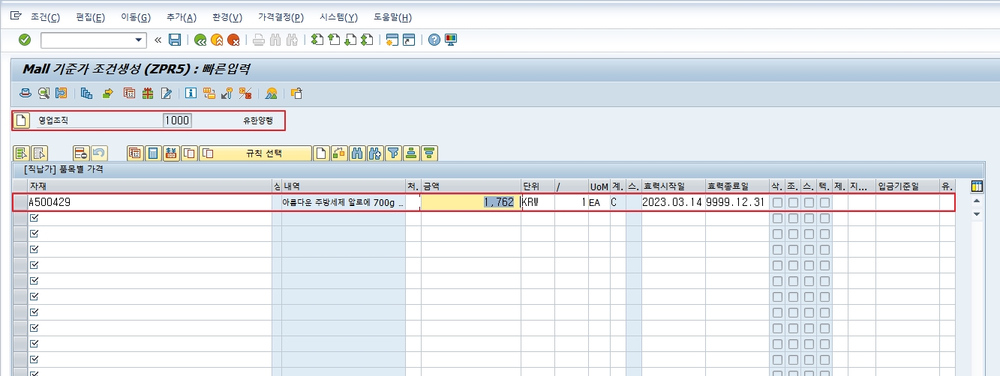 조건(C) 편집(E) 이동(G) 추가(A) 환경(V) 가격결정(P) 시스템(Y) 도움말(H)
Mall 기준가 조건생성 (ZPR5) : 빠른입력
영업조직 1000 유한양행
규칙 선택
[직납가] 품목별 가격
자재 상 내역 처. 금액 단위 / UoM 계. 스. 효력시작일 효력종료일 삭. 조. 스. 텍. 제. 지... 입금기준일 유.
A500429 아름다운 주방세제 알로에 700g ... 1,762 KRW 1 EA C 2023.03.14 9999.12.31